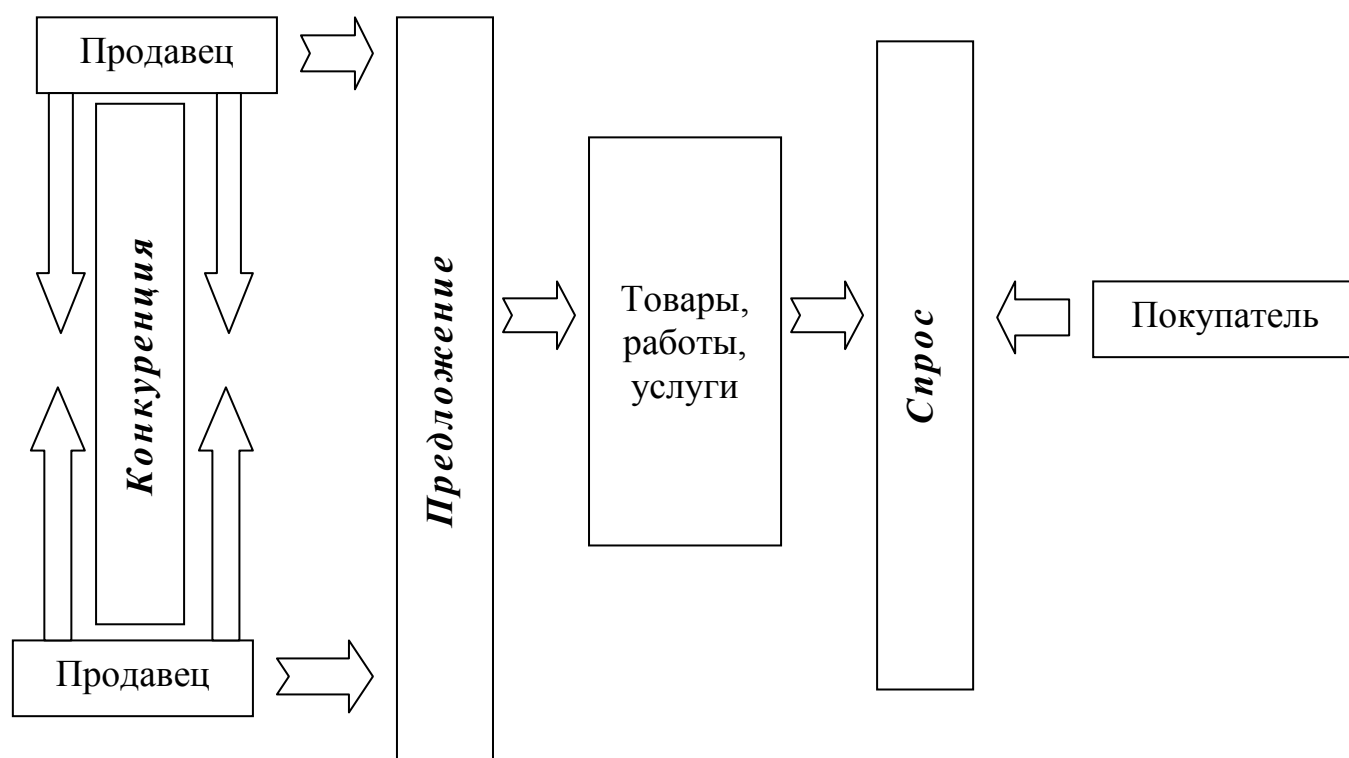 Продавец
Конкуренция
Продавец
Предложение
Товары,
работы,
услуги
Спрос
Покупатель